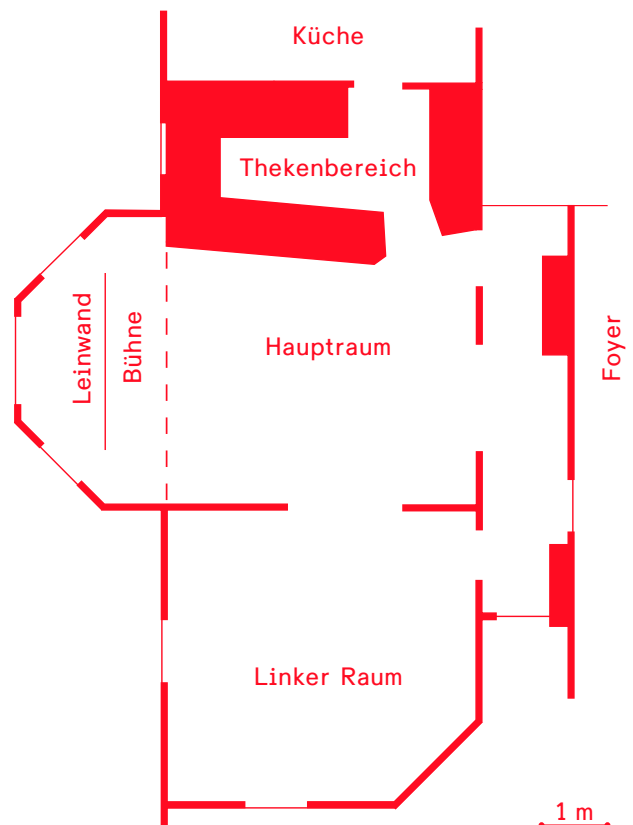 Küche
Thekenbereich
Leinwand
Bühne
Hauptraum
Foyer
Linker Raum
1 m